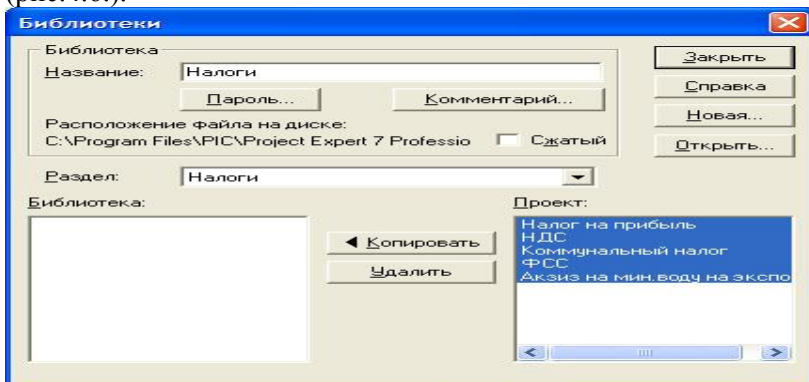 Библиотеки
Библиотека
Название: Налоги
Пароль... Комментарий...
Расположение файла на диске:
C:\Program Files\PIC\Project Expert 7 Professio Сжатый
Закрыть
Справка
Новая...
Открыть...
Раздел: Налоги
Библиотека:
Копировать
Удалить
Проект:
Налог на прибыль
НДС
Коммунальный налог
ФСС
Акзиз на мин.воду на экспо